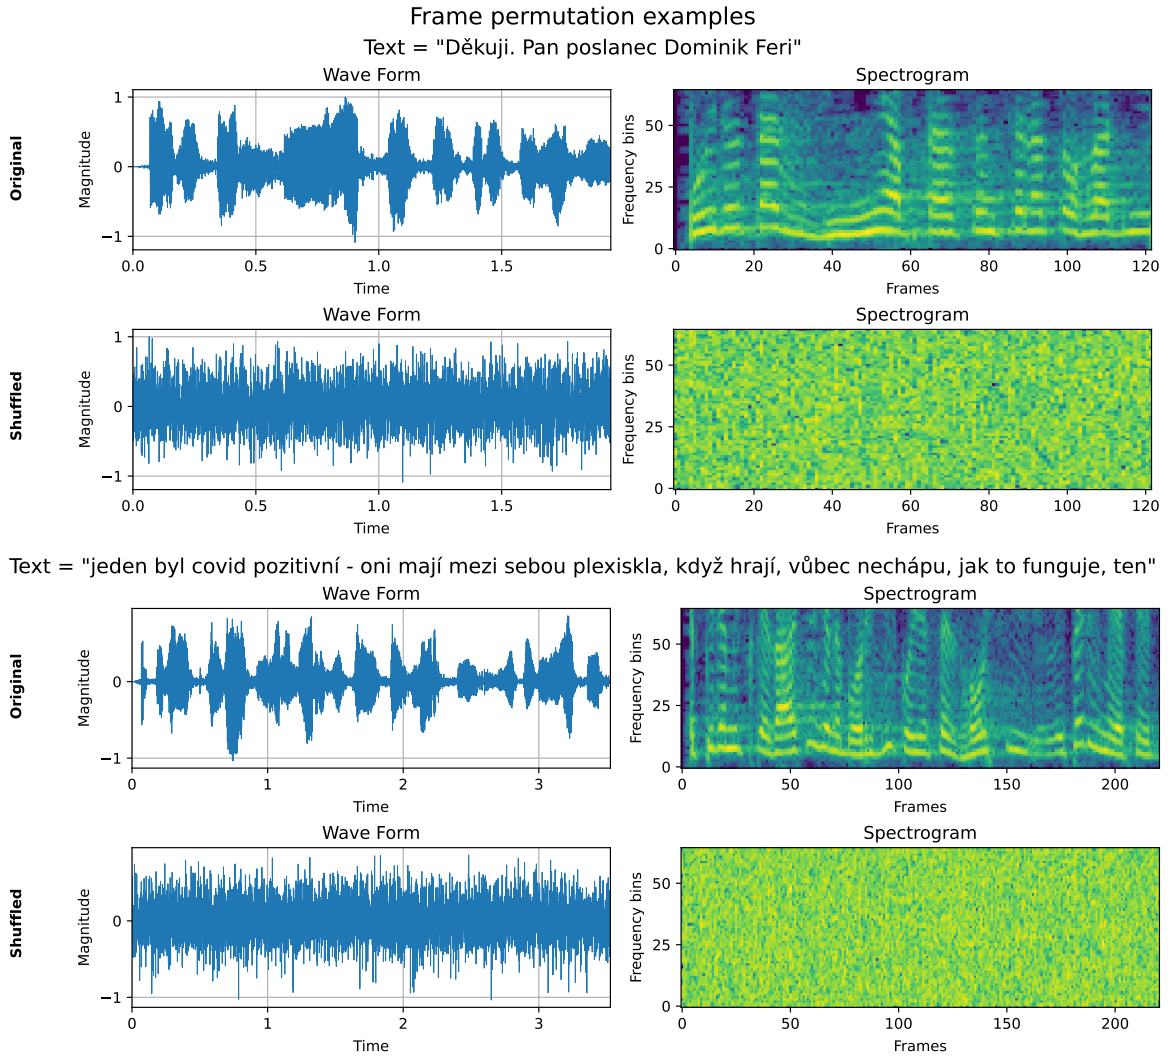 Frame permutation examples
Text = "Děkuji. Pan poslanec Dominik Feri"
Wave Form
Spectrogram
Original
Magnitude
1
0
−1
0.0 0.5 1.0 1.5
Time
Frequency bins
50
25
0
0 20 40 60 80 100 120
Frames
Wave Form
Spectrogram
Shuffled
Magnitude
1
0
−1
0.0 0.5 1.0 1.5
Time
Frequency bins
50
25
0
0 20 40 60 80 100 120
Frames
Text = "jeden byl covid pozitivní - oni mají mezi sebou plexiskla, když hrají, vůbec nechápu, jak to funguje, ten"
Wave Form
Spectrogram
Original
Magnitude
0
−1
0 1 2 3
Time
Frequency bins
50
25
0
0 50 100 150 200
Frames
Wave Form
Spectrogram
Shuffled
Magnitude
0
−1
0 1 2 3
Time
Frequency bins
50
25
0
0 50 100 150 200
Frames